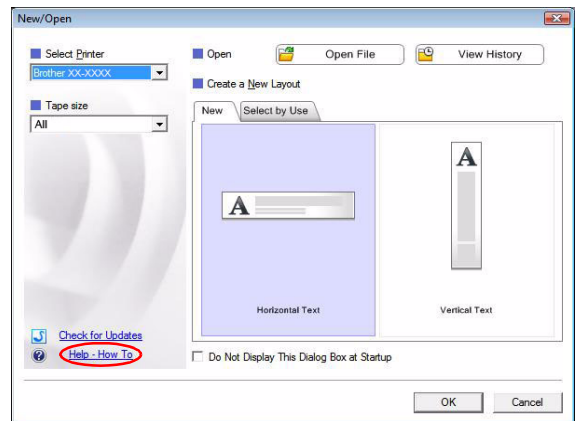 New/Open
Select Printer
Brother XX-XXXX
Tape size
All
Check for Updates
Help - How To
Open
Open File
View History
Create a New Layout
New
Select by Use
A
Horizontal Text
A
Vertical Text
Do Not Display This Dialog Box at Startup
OK
Cancel